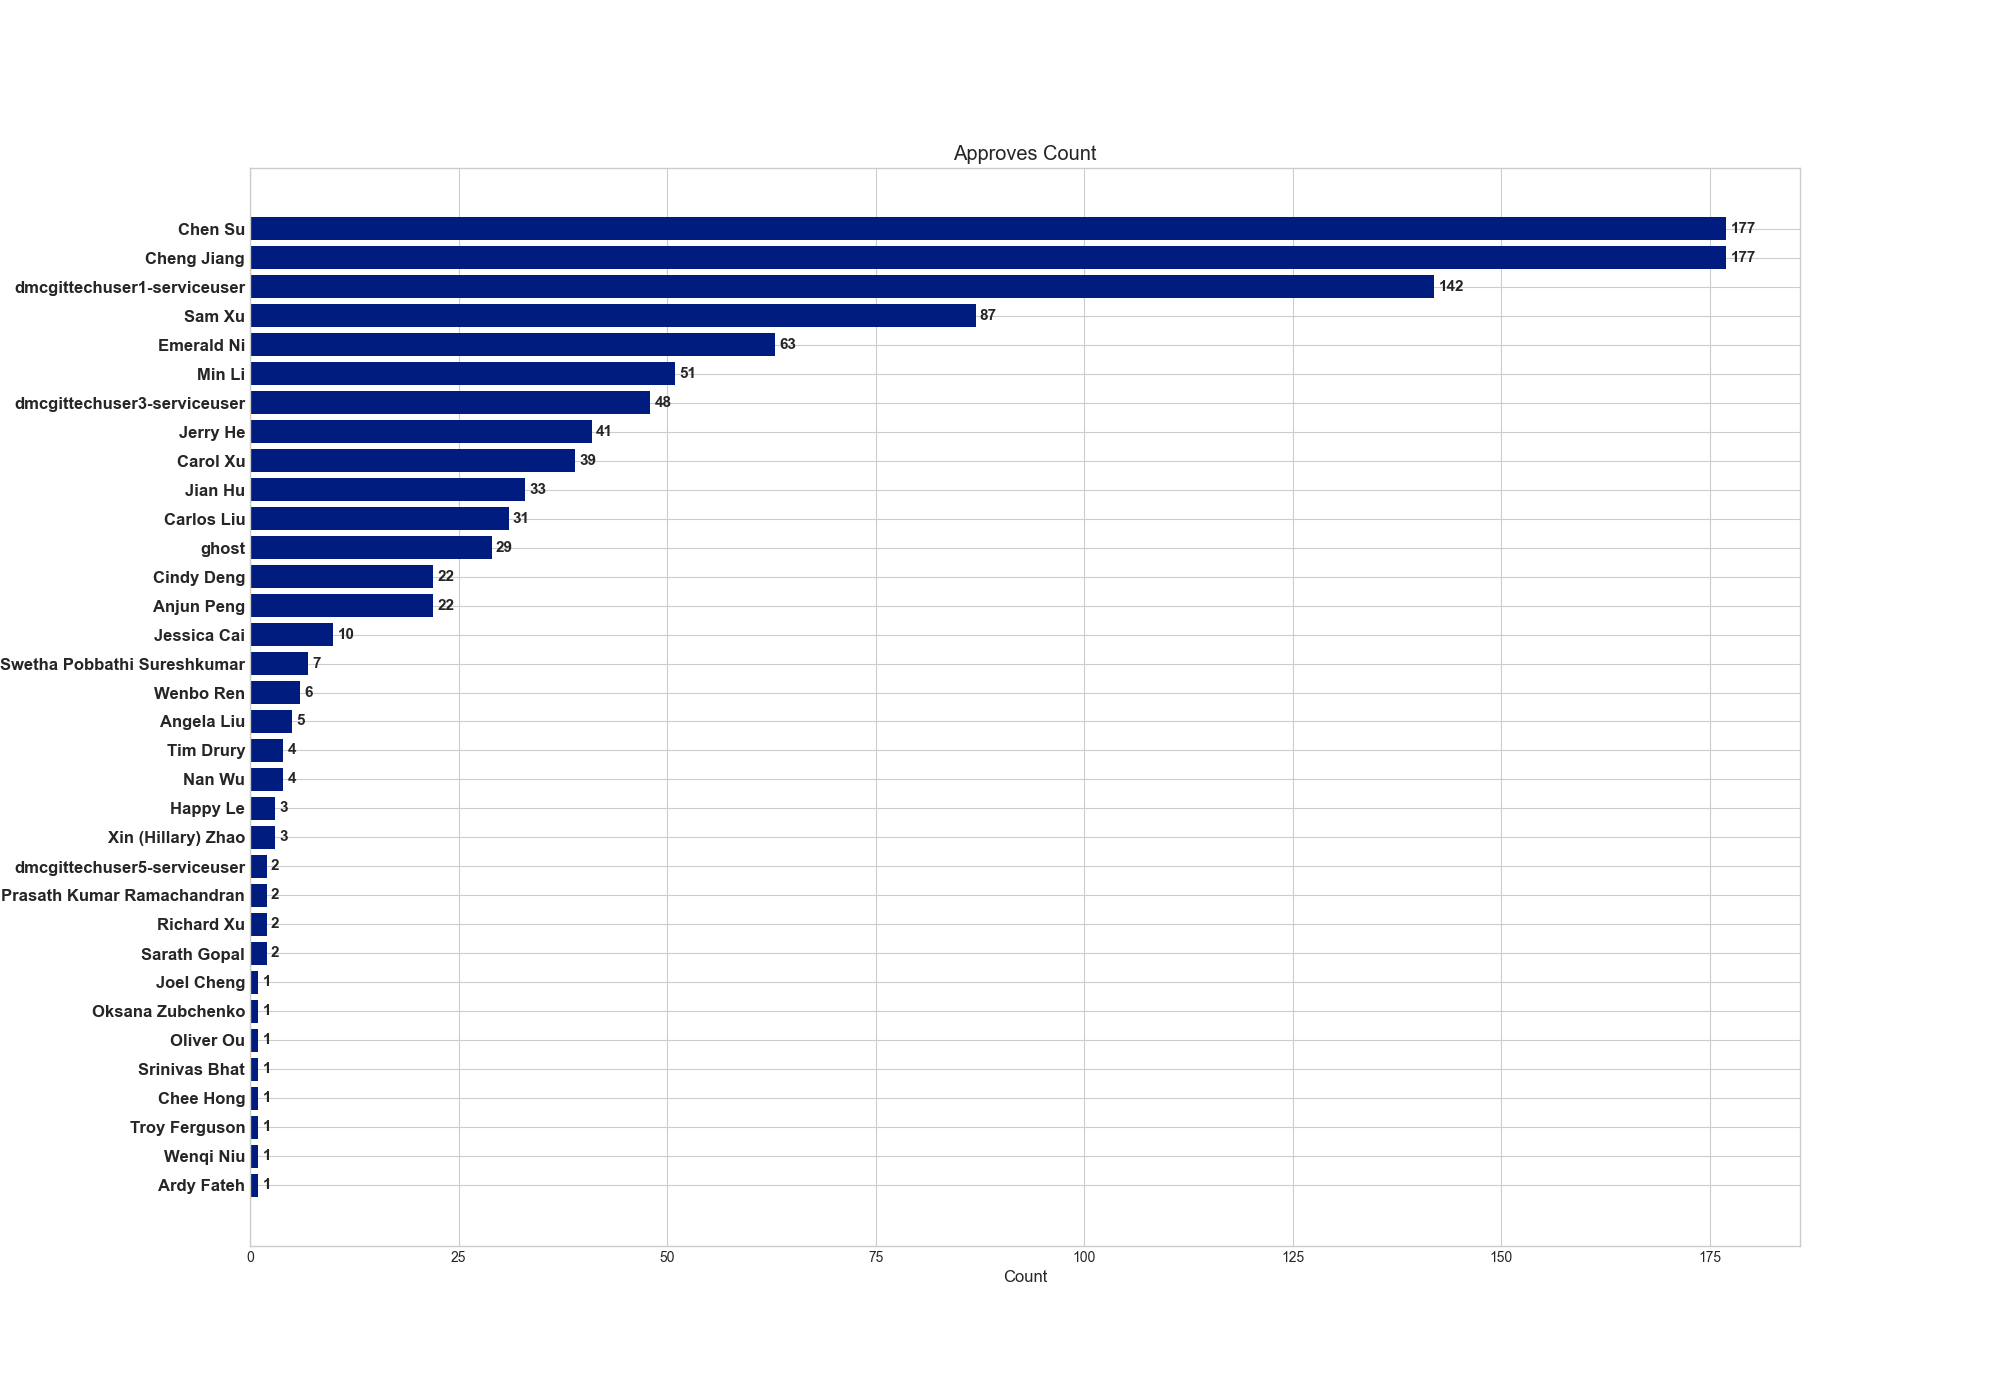 Approves Count
Chen Su 177
Cheng Jiang 177
dmcgittechuser1-serviceuser 142
Sam Xu 87
Emerald Ni 63
Min Li 51
dmcgittechuser3-serviceuser 48
Jerry He 41
Carol Xu 39
Jian Hu 33
Carlos Liu 31
ghost 29
Cindy Deng 22
Anjun Peng 22
Jessica Cai 10
Swetha Pobbathi Sureshkumar 7
Wenbo Ren 6
Angela Liu 5
Tim Drury 4
Nan Wu 4
Happy Le 3
Xin (Hillary) Zhao 3
dmcgittechuser5-serviceuser 2
Prasath Kumar Ramachandran 2
Richard Xu 2
Sarath Gopal 2
Joel Cheng 1
Oksana Zubchenko 1
Oliver Ou 1
Srinivas Bhat 1
Chee Hong 1
Troy Ferguson 1
Wenqi Niu 1
Ardy Fateh 1
0 25 50 75 100 125 150 175
Count